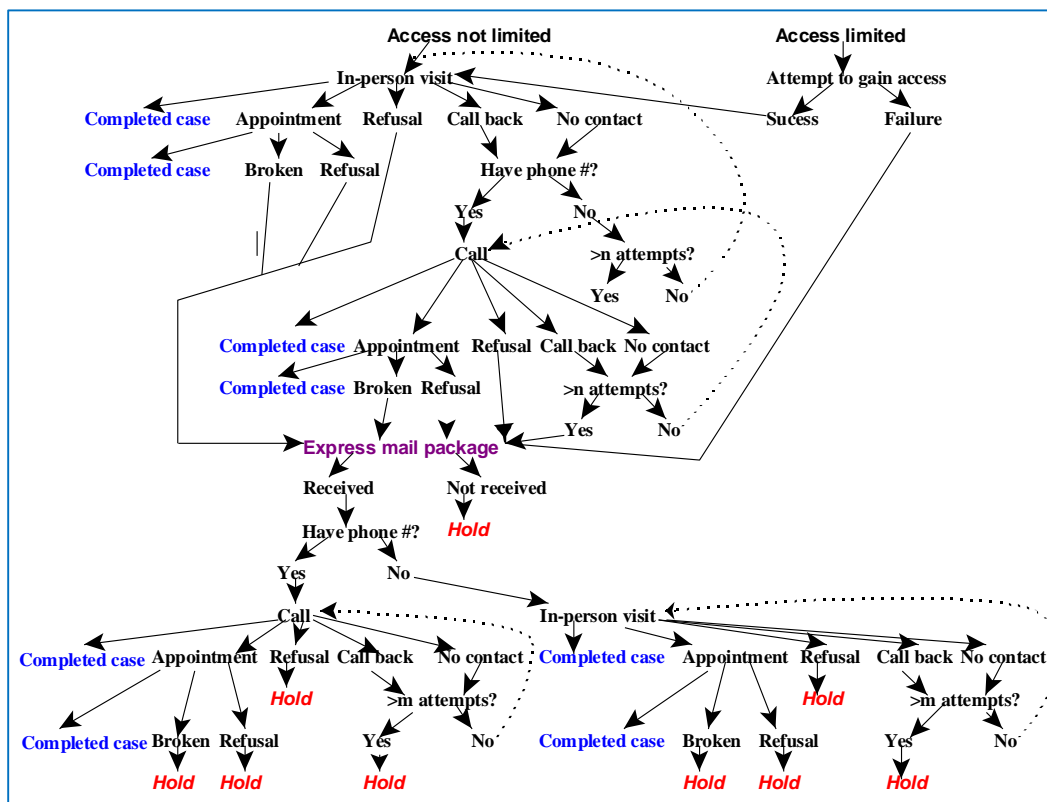 Access not limited Access limited
In-person visit Attempt to gain access
Completed case Appointment Refusal Call back No contact Sucess Failure
Completed case Broken Refusal Have phone #?
Yes No
Call >n attempts?
Yes No
Completed case Appointment Refusal Call back No contact
Completed case Broken Refusal >n attempts?
Yes No
Express mail package
Received Not received
Have phone #? Hold
Yes No
Call In-person visit
Completed case Appointment Refusal Call back No contact Completed case Appointment Refusal Call back No contact
Hold >m attempts? Hold >m attempts?
Completed case Broken Refusal Yes No Completed case Broken Refusal Yes No
Hold Hold Hold Hold Hold Hold